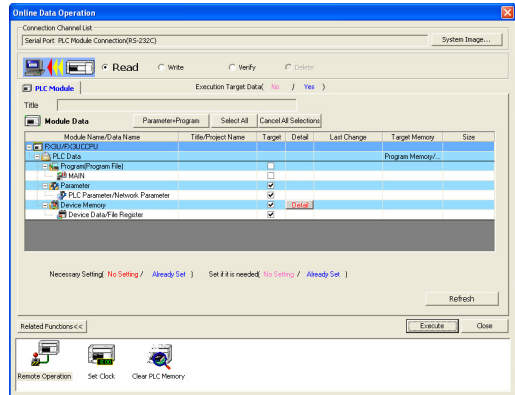 Online Data Operation
Connection Channel List
Serial Port PLC Module Connection(RS-232C)
System Image...
Read
Write
Verify
Delete
PLC Module
Execution Target Data( No / Yes )
Title
Module Data
Parameter+Program
Select All
Cancel All Selections
Module Name/Data Name Title/Project Name Target Detail Last Change Target Memory Size
FX3U/FX3UCCPU
PLC Data Program Memory/...
Program(Program File)
MAIN
Parameter
PLC Parameter/Network Parameter
Device Memory Detail
Device Data/File Register
Necessary Setting( No Setting / Already Set ) Set if it is needed( No Setting / Already Set )
Refresh
Related Functions<<
Execute
Close
Remote Operation Set Clock Clear PLC Memory